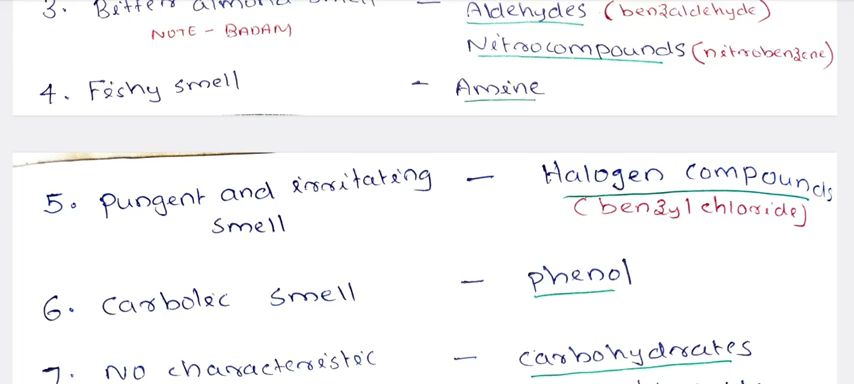 3. Bitter almond smell - Aldehydes (benzaldehyde)
NOTE - BADAM
Nitrocompounds (nitrobenzene)
4. Fishy smell - Amine
5. Pungent and irritating smell - Halogen compounds
(benzyl chloride)
6. carbolic smell - phenol
7. NO characteristic - carbohydrates